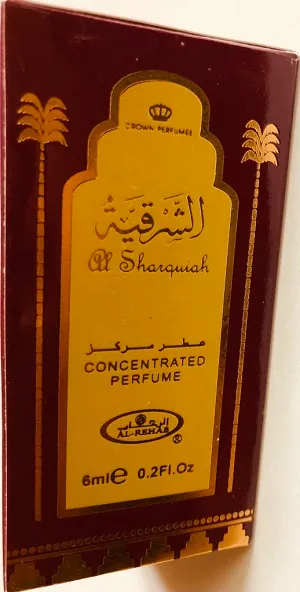 CROWN PERFUMES
الشرقية
Al Sharquiah
عطر مركز
CONCENTRATED
PERFUME
الرحاب
AL-REHAB ®
6ml e 0.2Fl.Oz